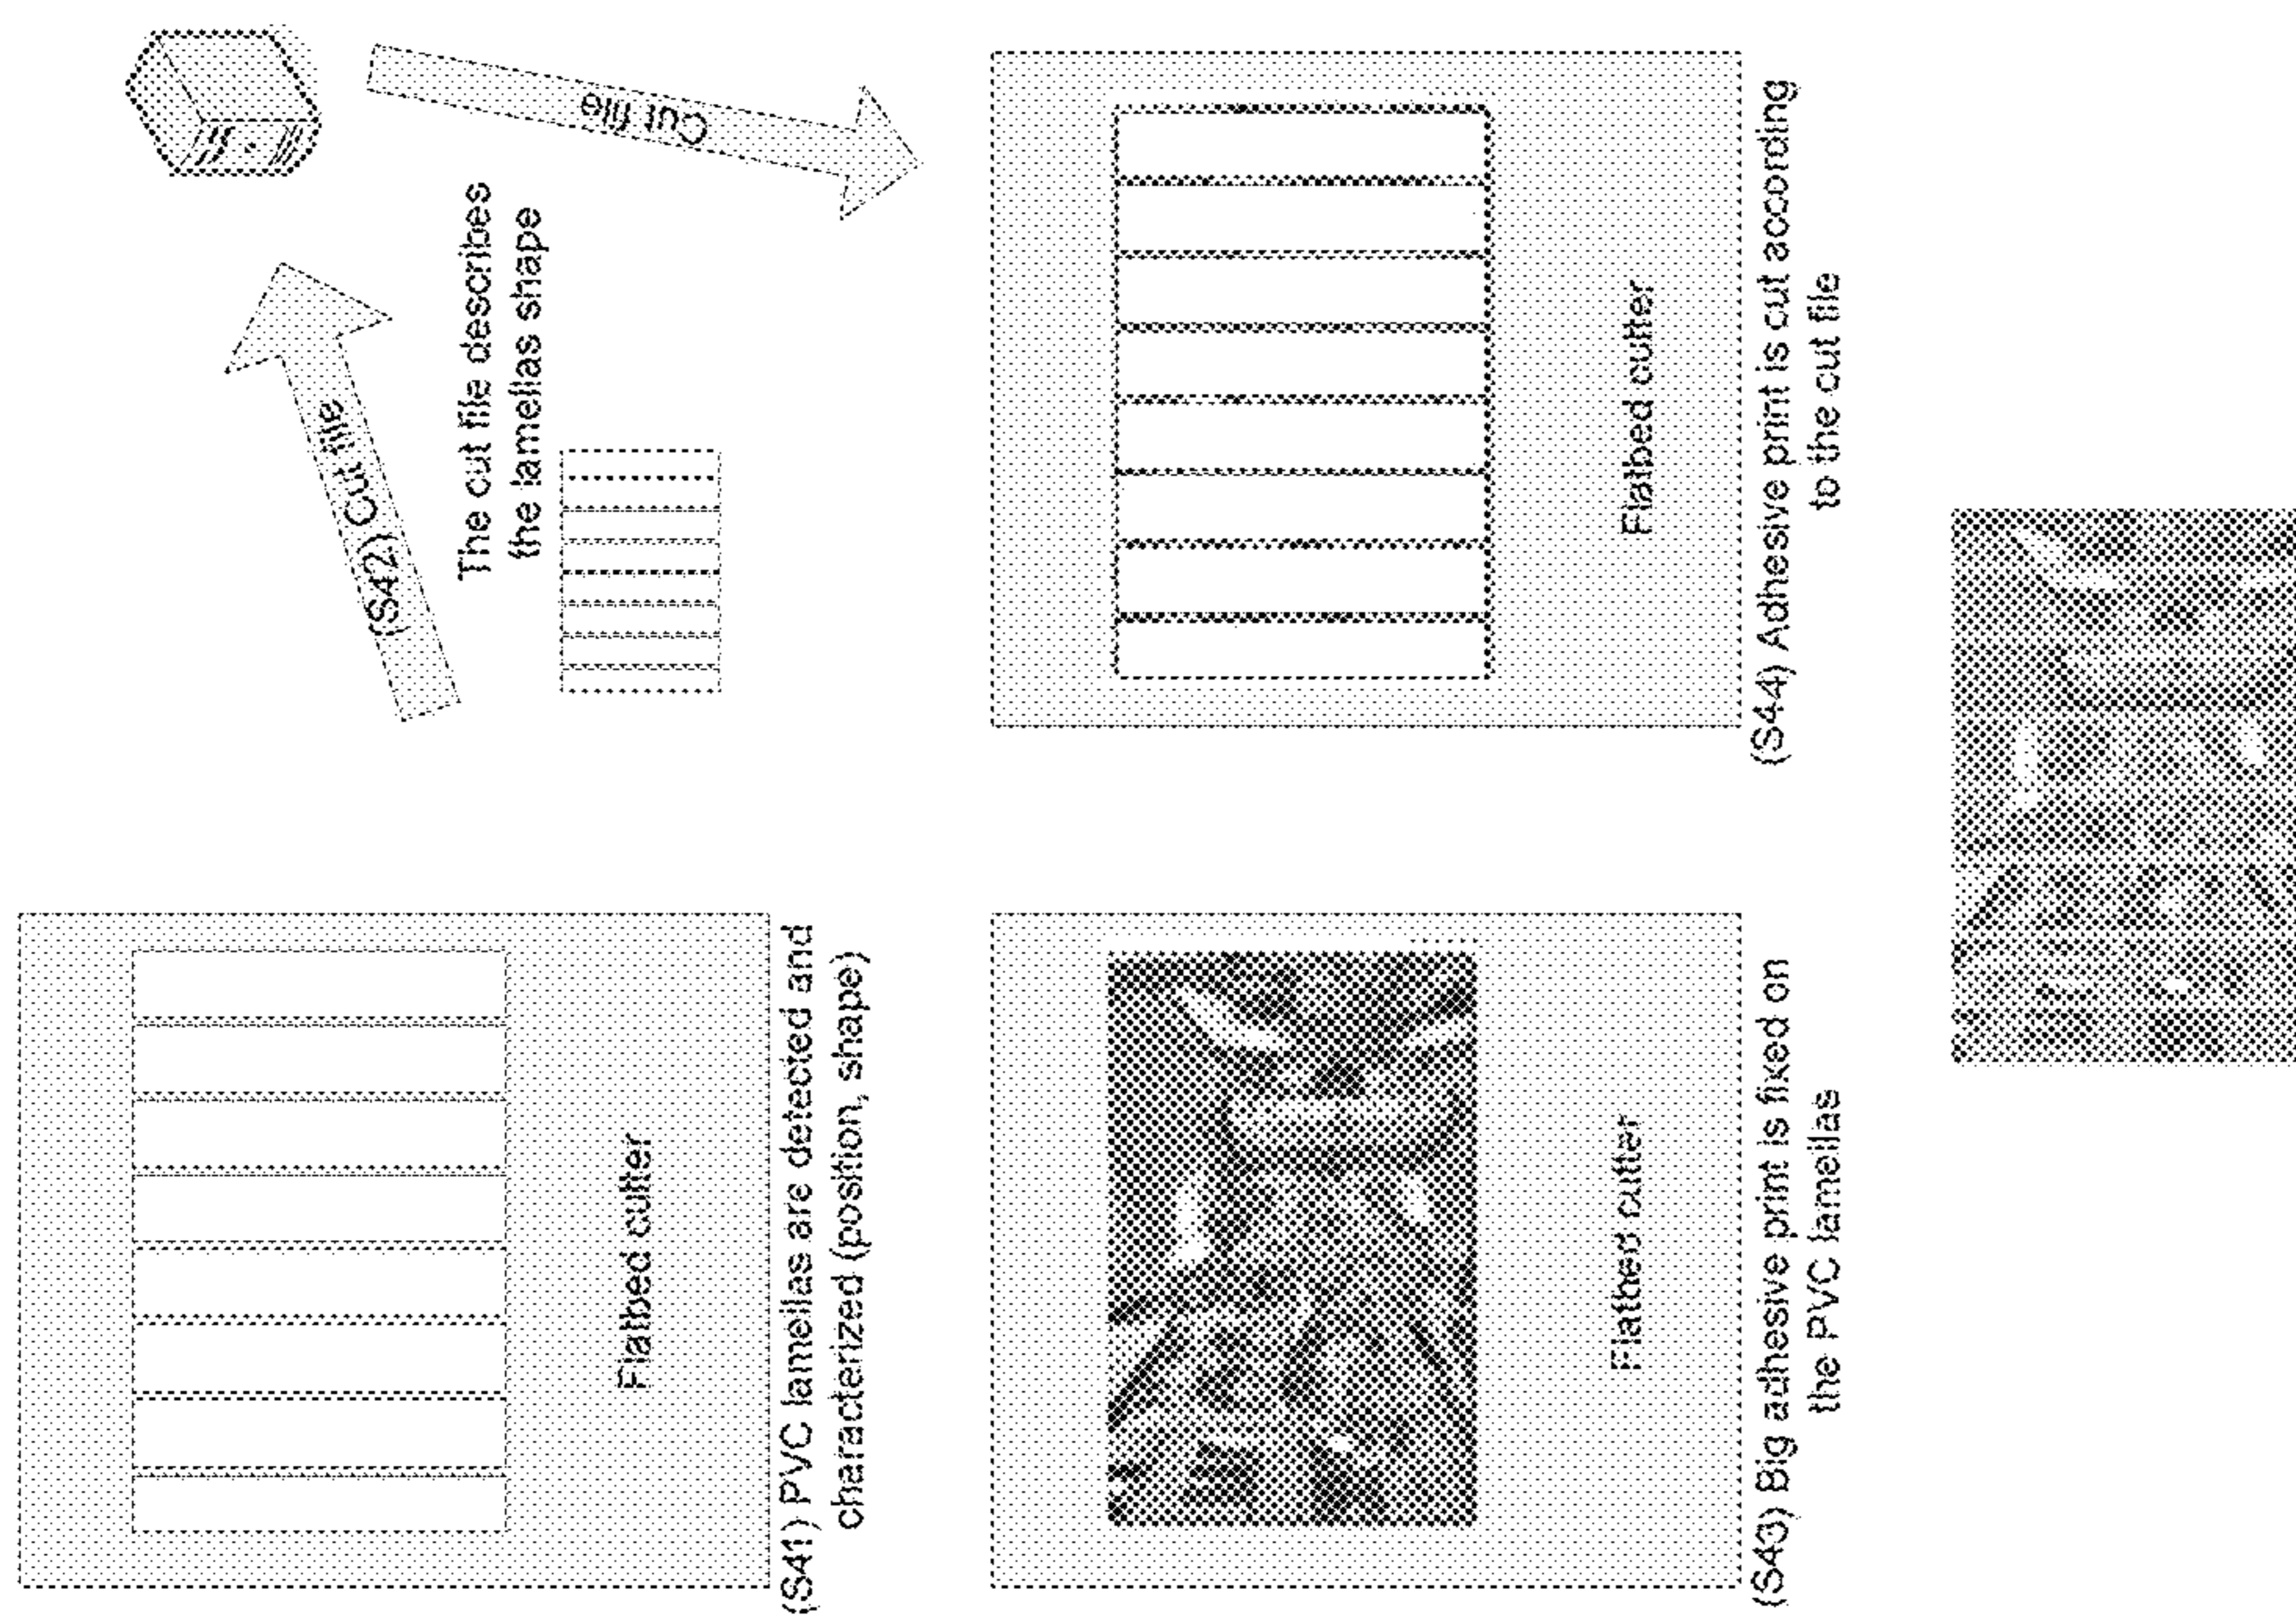 Flatbed cutter
(S41) PVC lamellas are detected and
characterized (position, shape)
(S42) Cut file
The cut file describes
the lamellas shape
Cut file
Flatbed cutter
(S43) Big adhesive print is fixed on
the PVC lamellas
Flatbed cutter
(S44) Adhesive print is cut according
to the cut file